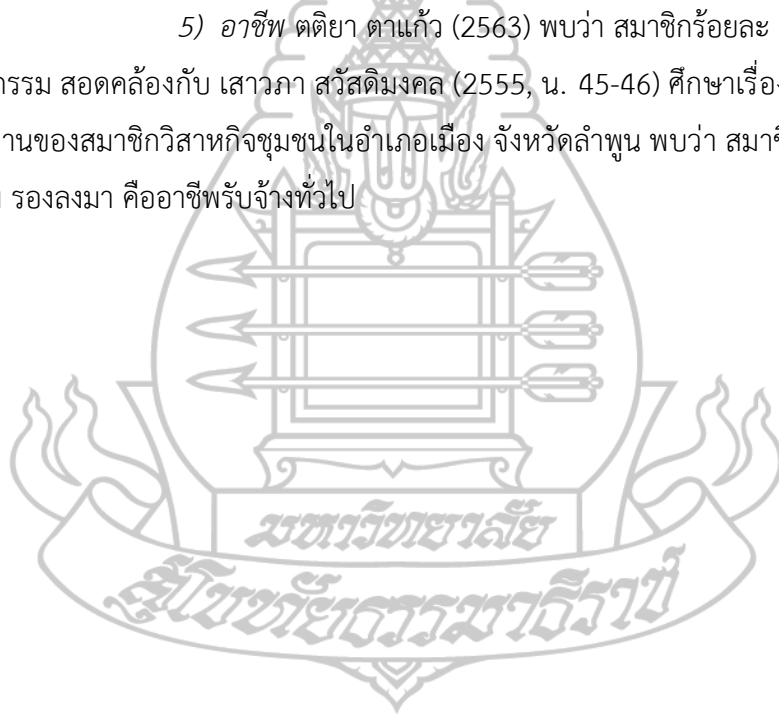 5) อาชีพ ตติยา ตาแก้ว (2563) พบว่า สมาชิกร้อยละ
กรรม สอดคล้องกับ เสาวภา สวัสดิมงคล (2555, น. 45-46) ศึกษาเรื่อง
านของสมาชิกวิสาหกิจชุมชนในอำเภอเมือง จังหวัดลำพูน พบว่า
รองลงมา คืออาชีพรับจ้างทั่วไป
มหาวิทยาลัย
สุโขทัยธรรมาธิราช